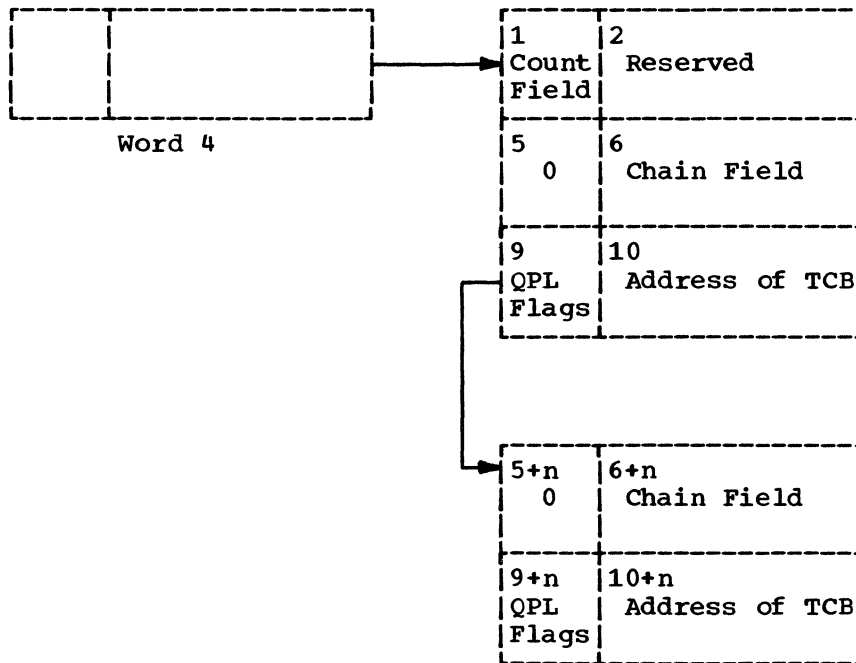 1 2
Count Reserved
Field
Word 4
5 6
0 Chain Field
9 10
QPL Address of TCB
Flags
5+n 6+n
0 Chain Field
9+n 10+n
QPL Address of TCB
Flags